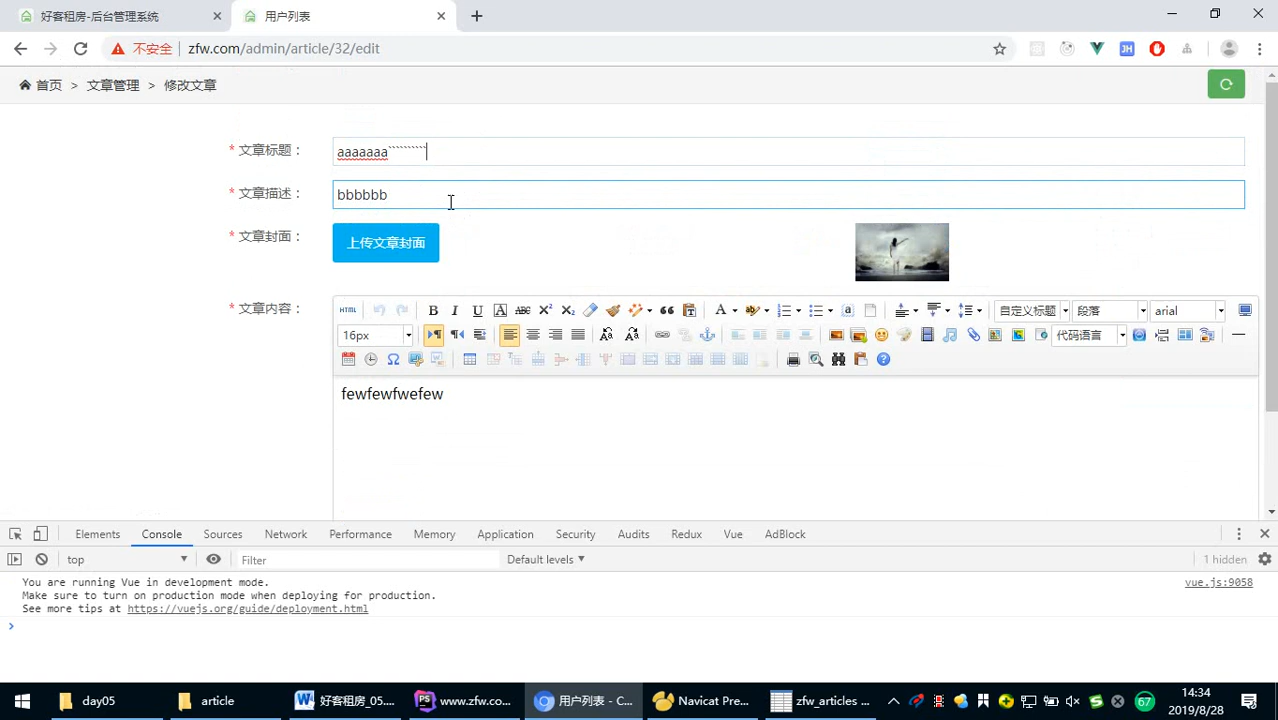 好客租房-后台管理系统
用户列表
不安全 zfw.com/admin/article/32/edit
首页 > 文章管理 > 修改文章
* 文章标题：
aaaaaaa`````````
* 文章描述：
bbbbbb
* 文章封面：
上传文章封面
* 文章内容：
HTML
自定义标题
段落
arial
16px
代码语言
fewfewfwefew
Elements Console Sources Network Performance Memory Application Security Audits Redux Vue AdBlock
top
Filter
Default levels
1 hidden
You are running Vue in development mode.
vue.js:9058
Make sure to turn on production mode when deploying for production.
See more tips at https://vuejs.org/guide/deployment.html
day05
article
好客租房_05....
www.zfw.co...
用户列表 - C...
Navicat Pre...
zfw_articles ...
67
14:34
2019/8/28